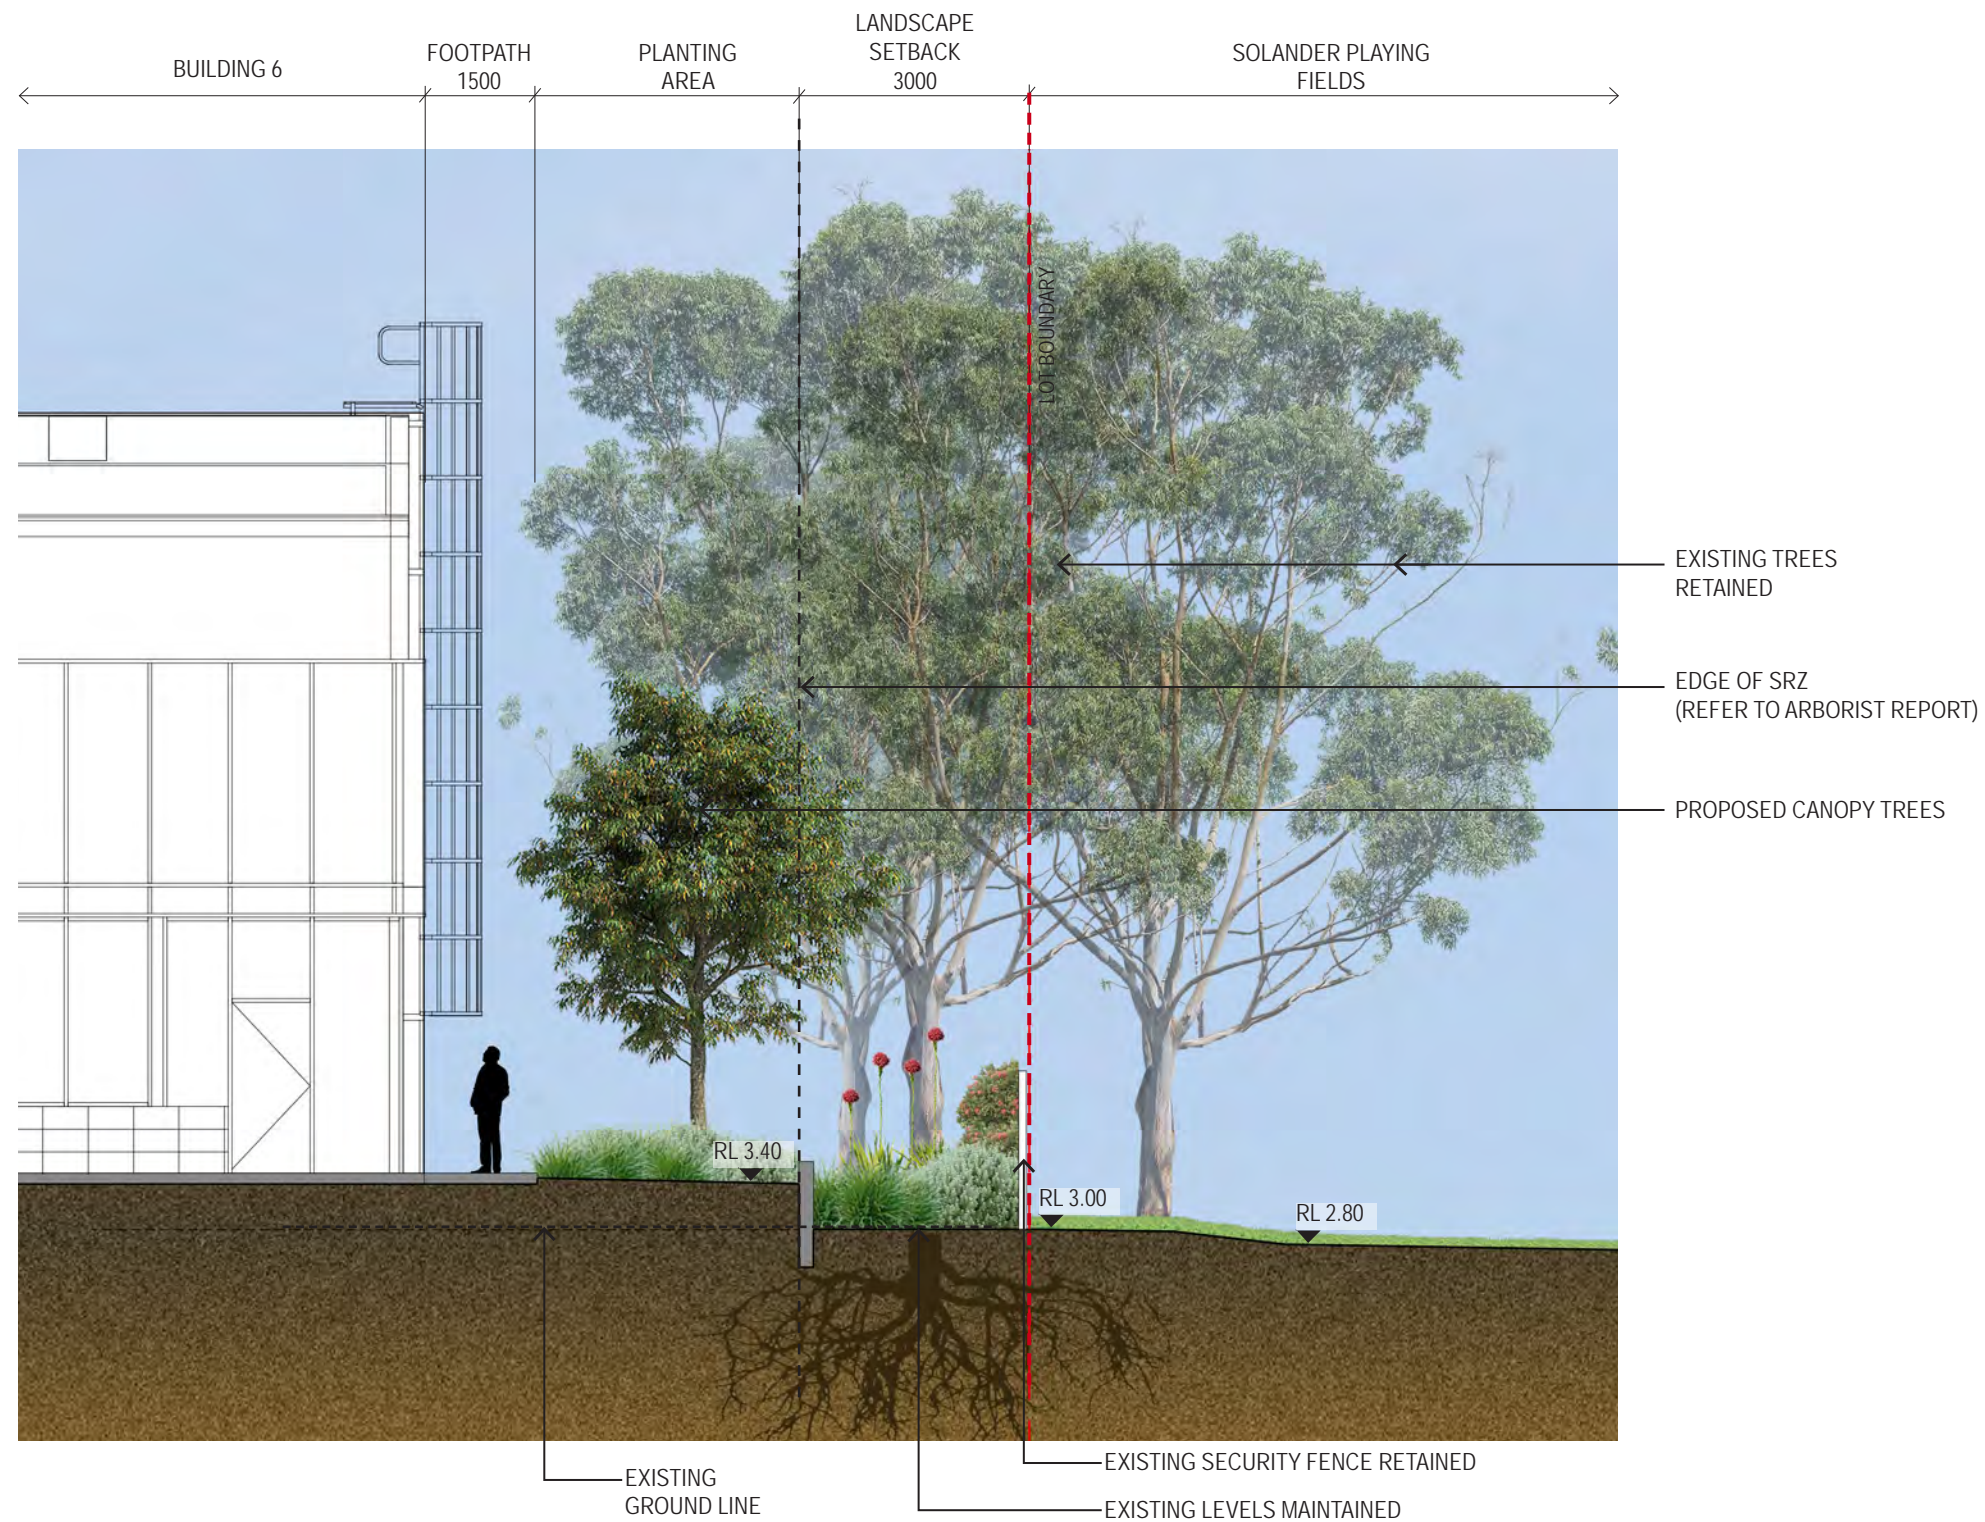 BUILDING 6
FOOTPATH
1500
PLANTING
AREA
LANDSCAPE
SETBACK
3000
SOLANDER PLAYING
FIELDS
LOT BOUNDARY
EXISTING TREES
RETAINED
EDGE OF SRZ
(REFER TO ARBORIST REPORT)
PROPOSED CANOPY TREES
RL 3.40
RL 3.00
RL 2.80
EXISTING SECURITY FENCE RETAINED
EXISTING
GROUND LINE
EXISTING LEVELS MAINTAINED